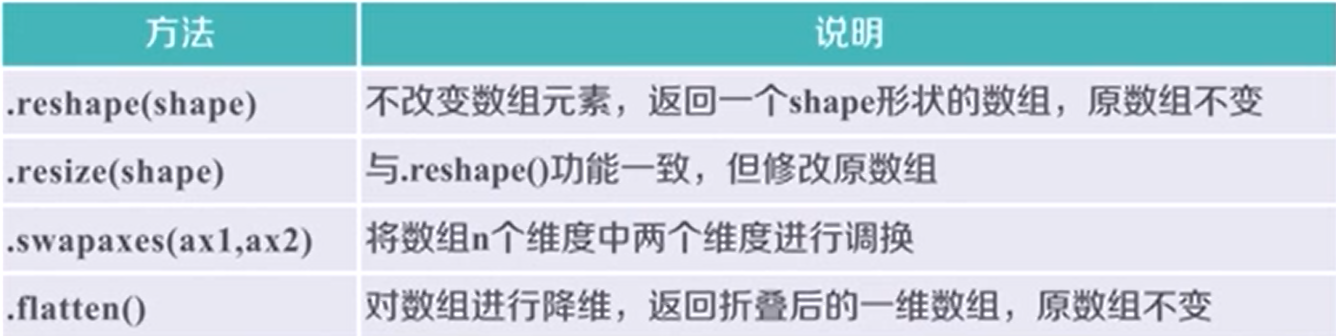 方法 说明
.reshape(shape) 不改变数组元素，返回一个shape形状的数组，原数组不变
.resize(shape) 与.reshape()功能一致，但修改原数组
.swapaxes(ax1,ax2) 将数组n个维度中两个维度进行调换
.flatten() 对数组进行降维，返回折叠后的一维数组，原数组不变